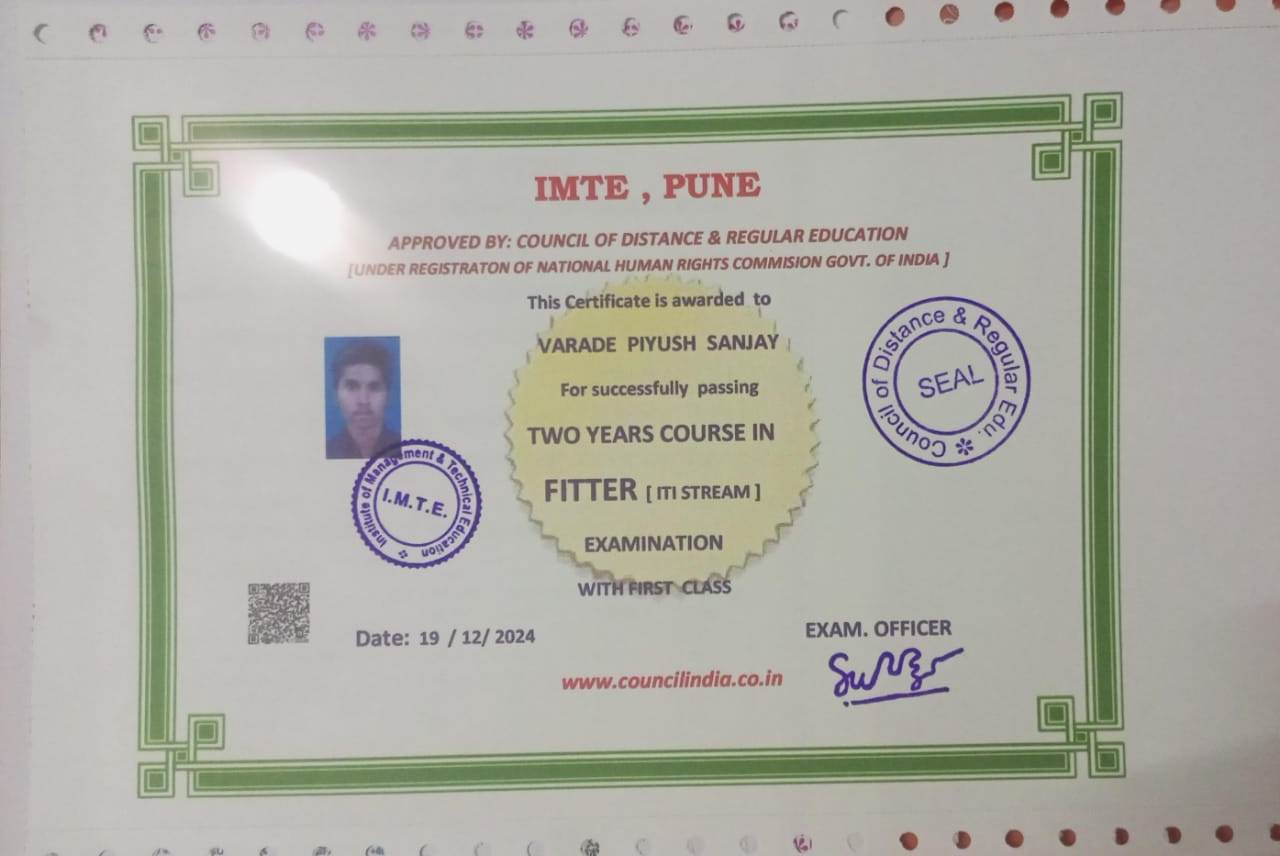 IMTE , PUNE
APPROVED BY: COUNCIL OF DISTANCE & REGULAR EDUCATION
[UNDER REGISTRATON OF NATIONAL HUMAN RIGHTS COMMISION GOVT. OF INDIA ]
This Certificate is awarded to
VARADE PIYUSH SANJAY
For successfully passing
TWO YEARS COURSE IN
FITTER [ ITI STREAM ]
EXAMINATION
WITH FIRST CLASS
Council of Distance & Regular Edu.
SEAL
Institute of Management & Technical Education
I.M.T.E.
Date: 19 / 12/ 2024
EXAM. OFFICER
www.councilindia.co.in